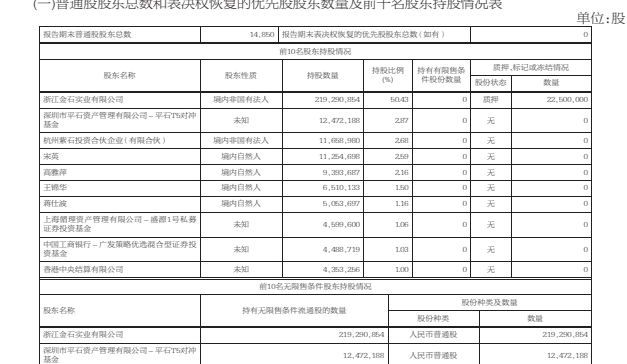 (一)普通股股东总数和表决权恢复的优先股股东数量及前十名股东持股情况表
单位:股
报告期末普通股股东总数 14,850 报告期末表决权恢复的优先股股东总数(如有) 0
前10名股东持股情况
股东名称 股东性质 持股数量 持股比例(%) 持有有限售条件股份数量 质押、标记或冻结情况
股份状态 数量
浙江金石实业有限公司 境内非国有法人 219,290,854 50.43 0 质押 22,500,000
深圳市平石资产管理有限公司-平石T5对冲基金 未知 12,472,188 2.87 0 无 0
杭州紫石投资合伙企业(有限合伙) 境内非国有法人 11,658,980 2.68 0 无 0
宋英 境内自然人 11,254,698 2.59 0 无 0
高雅萍 境内自然人 9,393,687 2.16 0 无 0
王锦华 境内自然人 6,510,133 1.50 0 无 0
蒋仕波 境内自然人 5,053,697 1.16 0 无 0
上海循理资产管理有限公司-盛源1号私募证券投资基金 未知 4,599,600 1.06 0 无 0
中国工商银行-广发策略优选混合型证券投资基金 未知 4,488,719 1.03 0 无 0
香港中央结算有限公司 未知 4,353,256 1.00 0 无 0
前10名无限售条件股东持股情况
股东名称 持有无限售条件流通股的数量 股份种类及数量
股份种类 数量
浙江金石实业有限公司 219,290,854 人民币普通股 219,290,854
深圳市平石资产管理有限公司-平石T5对冲基金 12,472,188 人民币普通股 12,472,188